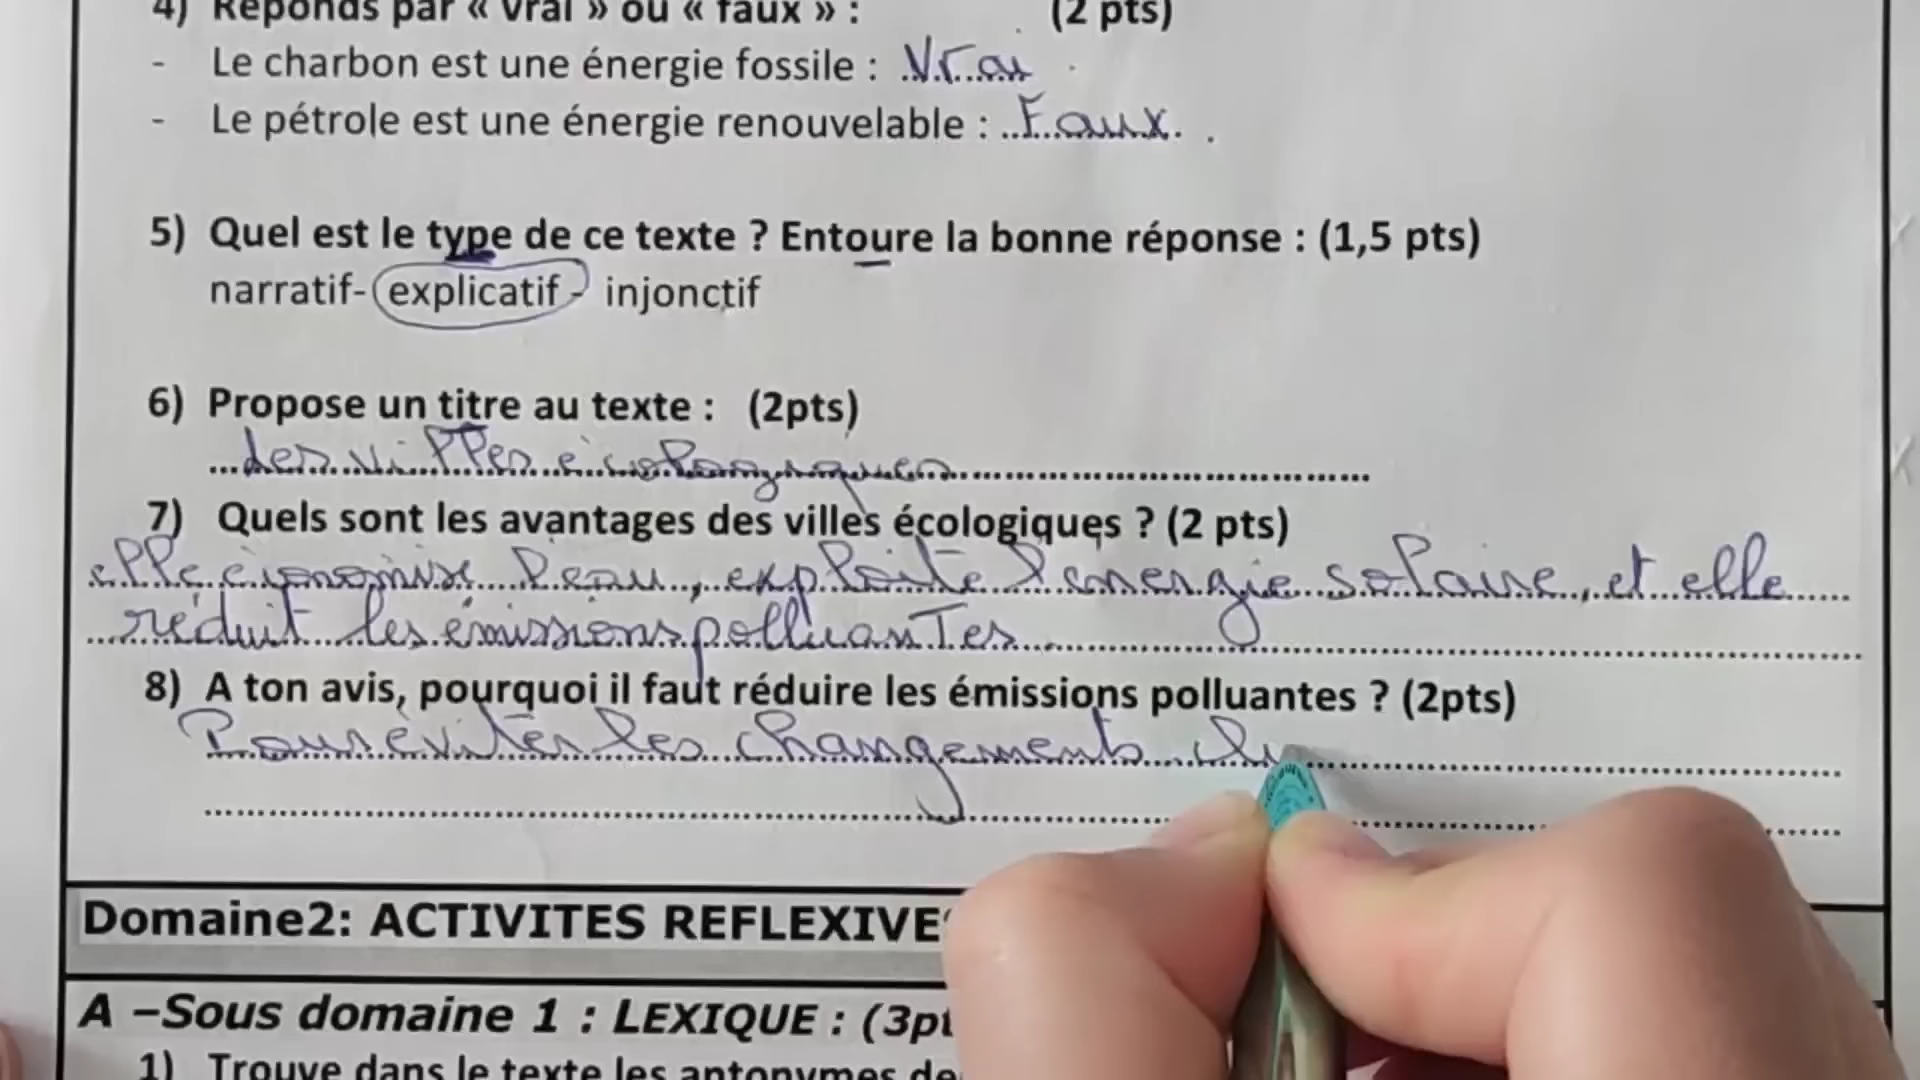 4) Réponds par « vrai » ou « faux » : (2 pts)
- Le charbon est une énergie fossile : Vrai
- Le pétrole est une énergie renouvelable : Faux.
5) Quel est le type de ce texte ? Entoure la bonne réponse : (1,5 pts)
narratif- explicatif - injonctif
6) Propose un titre au texte : (2pts)
des villes écologiques
7) Quels sont les avantages des villes écologiques ? (2 pts)
elle économise l'eau, exploite l'énergie solaire, et elle
réduit les émissions polluantes
8) A ton avis, pourquoi il faut réduire les émissions polluantes ? (2pts)
Pour éviter les changements
Domaine2: ACTIVITES REFLEXIVE
A –Sous domaine 1 : LEXIQUE : (3pt
1) Trouve dans le texte les antonymes de